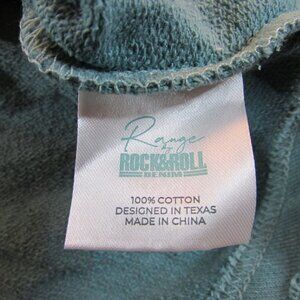 Range
BY
ROCK&ROLL
DENIM
100% COTTON
DESIGNED IN TEXAS
MADE IN CHINA